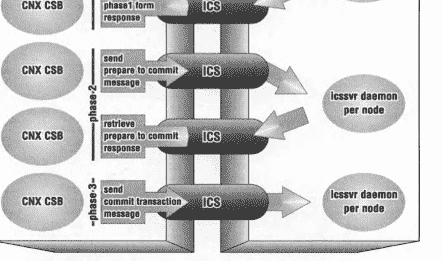 CNX CSB
phase1 form
response
ICS
CNX CSB
send
prepare to commit
message
ICS
icssvr daemon
per node
phase-2
CNX CSB
retrieve
prepare to commit
response
ICS
CNX CSB
phase-3
send
commit transaction
message
ICS
icssvr daemon
per node